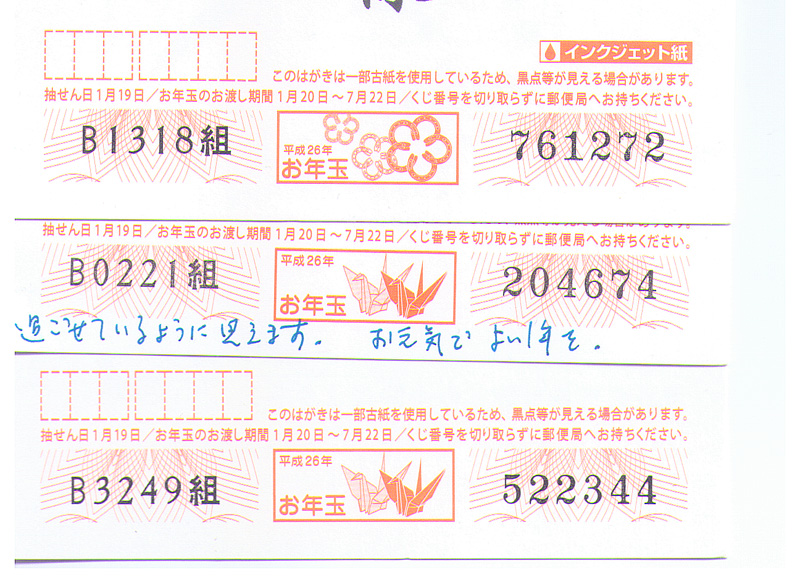 インクジェット紙
このはがきは一部古紙を使用しているため、黒点等が見える場合があります。
抽せん日1月19日/お年玉のお渡し期間1月20日~7月22日/くじ番号を切り取らずに郵便局へお持ちください。
B1318組 平成26年 お年玉 761272
抽せん日1月19日/お年玉のお渡し期間1月20日~7月22日/くじ番号を切り取らずに郵便局へお持ちください。
B0221組 平成26年 お年玉 204674
過ごせているように思えます。 お元気で よい1年を。
このはがきは一部古紙を使用しているため、黒点等が見える場合があります。
抽せん日1月19日/お年玉のお渡し期間1月20日~7月22日/くじ番号を切り取らずに郵便局へお持ちください。
B3249組 平成26年 お年玉 522344